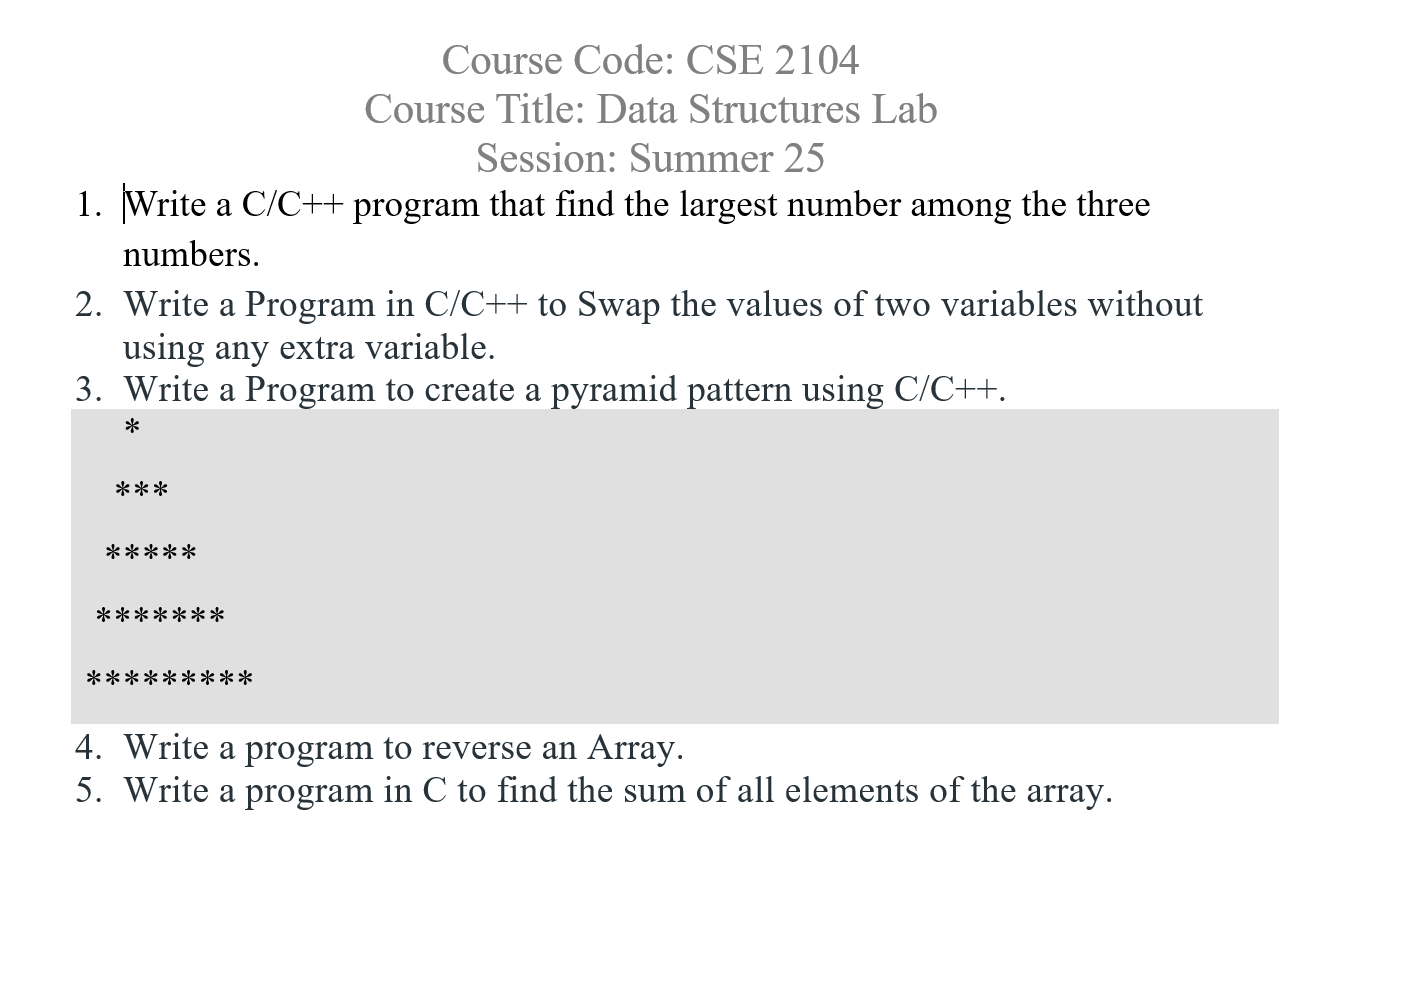 Course Code: CSE 2104
Course Title: Data Structures Lab
Session: Summer 25
1. Write a C/C++ program that find the largest number among the three
numbers.
2. Write a Program in C/C++ to Swap the values of two variables without
using any extra variable.
3. Write a Program to create a pyramid pattern using C/C++.
*
***
*****
*******
*********
4. Write a program to reverse an Array.
5. Write a program in C to find the sum of all elements of the array.